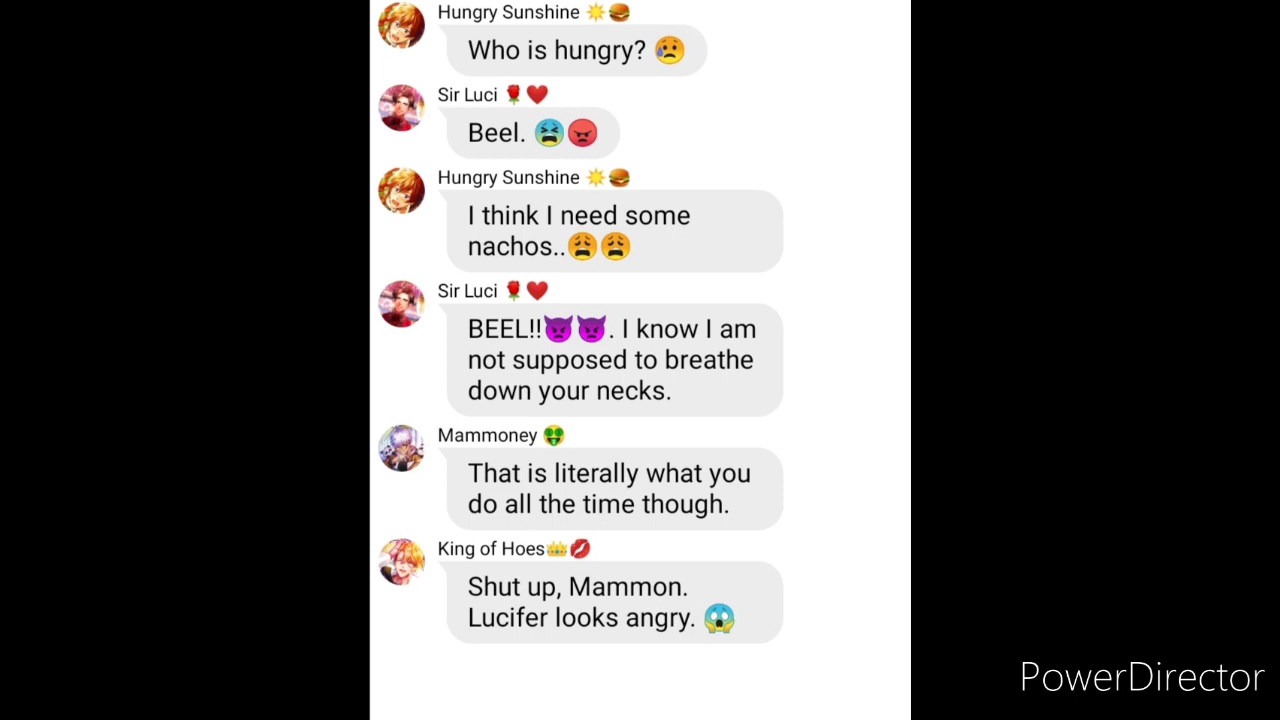 Hungry Sunshine ☀️🍔
Who is hungry? 😥
Sir Luci 🌹❤️
Beel. 😫😡
Hungry Sunshine ☀️🍔
I think I need some
nachos..😩😩
Sir Luci 🌹❤️
BEEL!!👿👿. I know I am
not supposed to breathe
down your necks.
Mammoney 🤑
That is literally what you
do all the time though.
King of Hoes👑💋
Shut up, Mammon.
Lucifer looks angry. 😱
PowerDirector